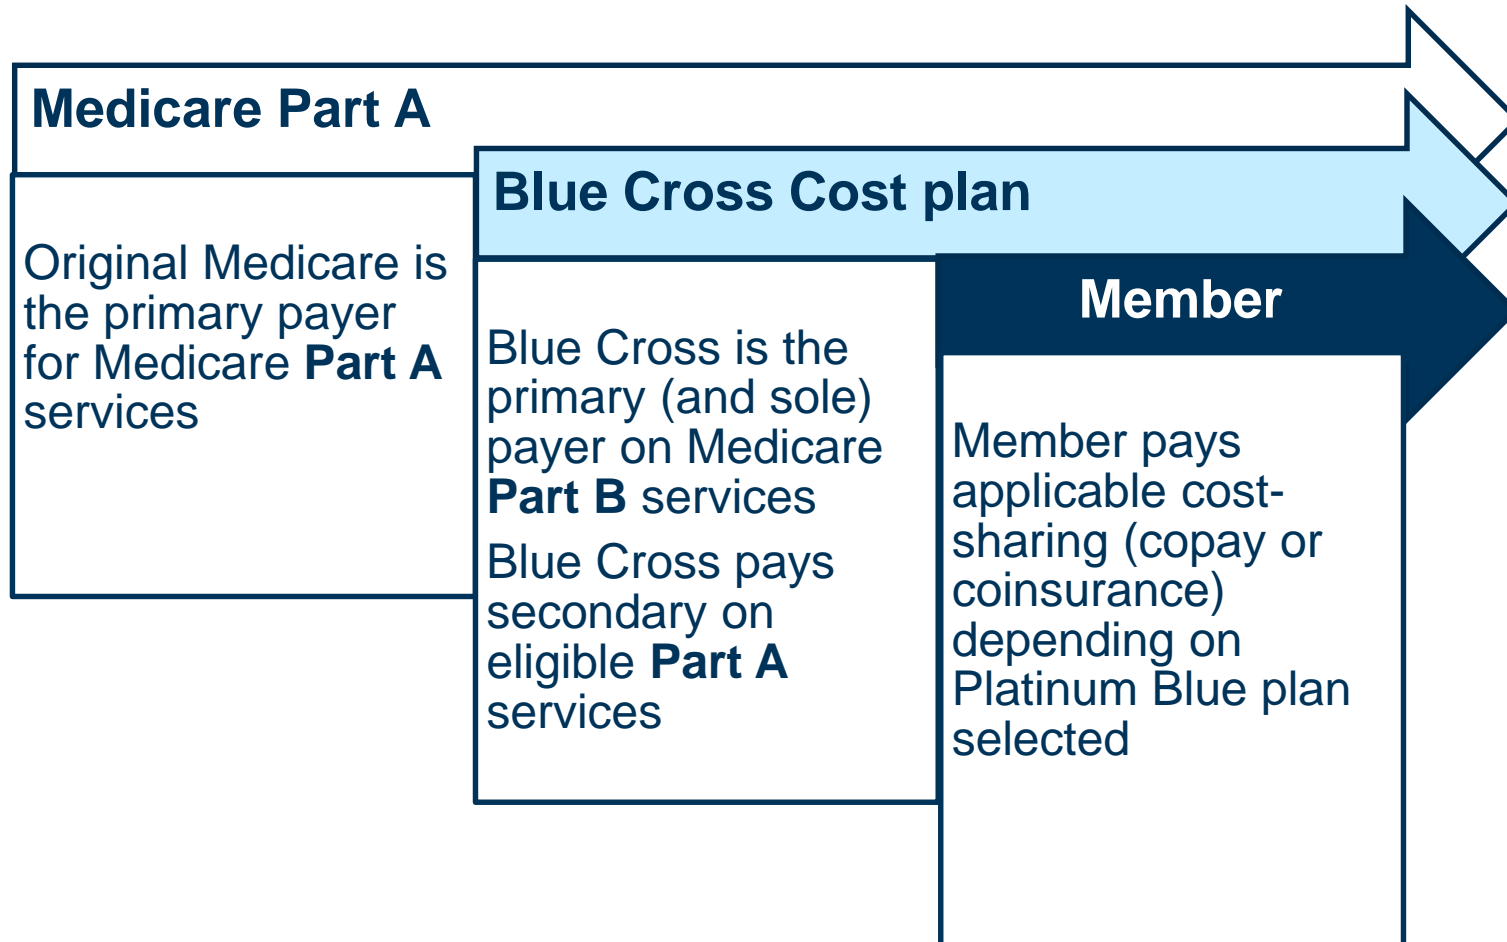 Medicare Part A
Original Medicare is
the primary payer
for Medicare Part A
services
Blue Cross Cost plan
Blue Cross is the
primary (and sole)
payer on Medicare
Part B services
Blue Cross pays
secondary on
eligible Part A
services
Member
Member pays
applicable cost-
sharing (copay or
coinsurance)
depending on
Platinum Blue plan
selected